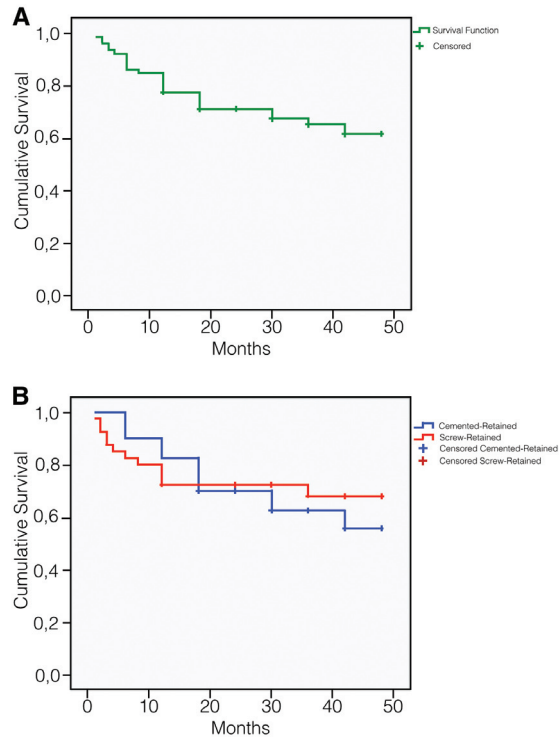 A
Survival Function
Censored
Cumulative Survival
1,0
0,8
0,6
0,4
0,2
0,0
0 10 20 30 40 50
Months
B
Cemented-Retained
Screw-Retained
Censored Cemented-Retained
Censored Screw-Retained
Cumulative Survival
1,0
0,8
0,6
0,4
0,2
0,0
0 10 20 30 40 50
Months